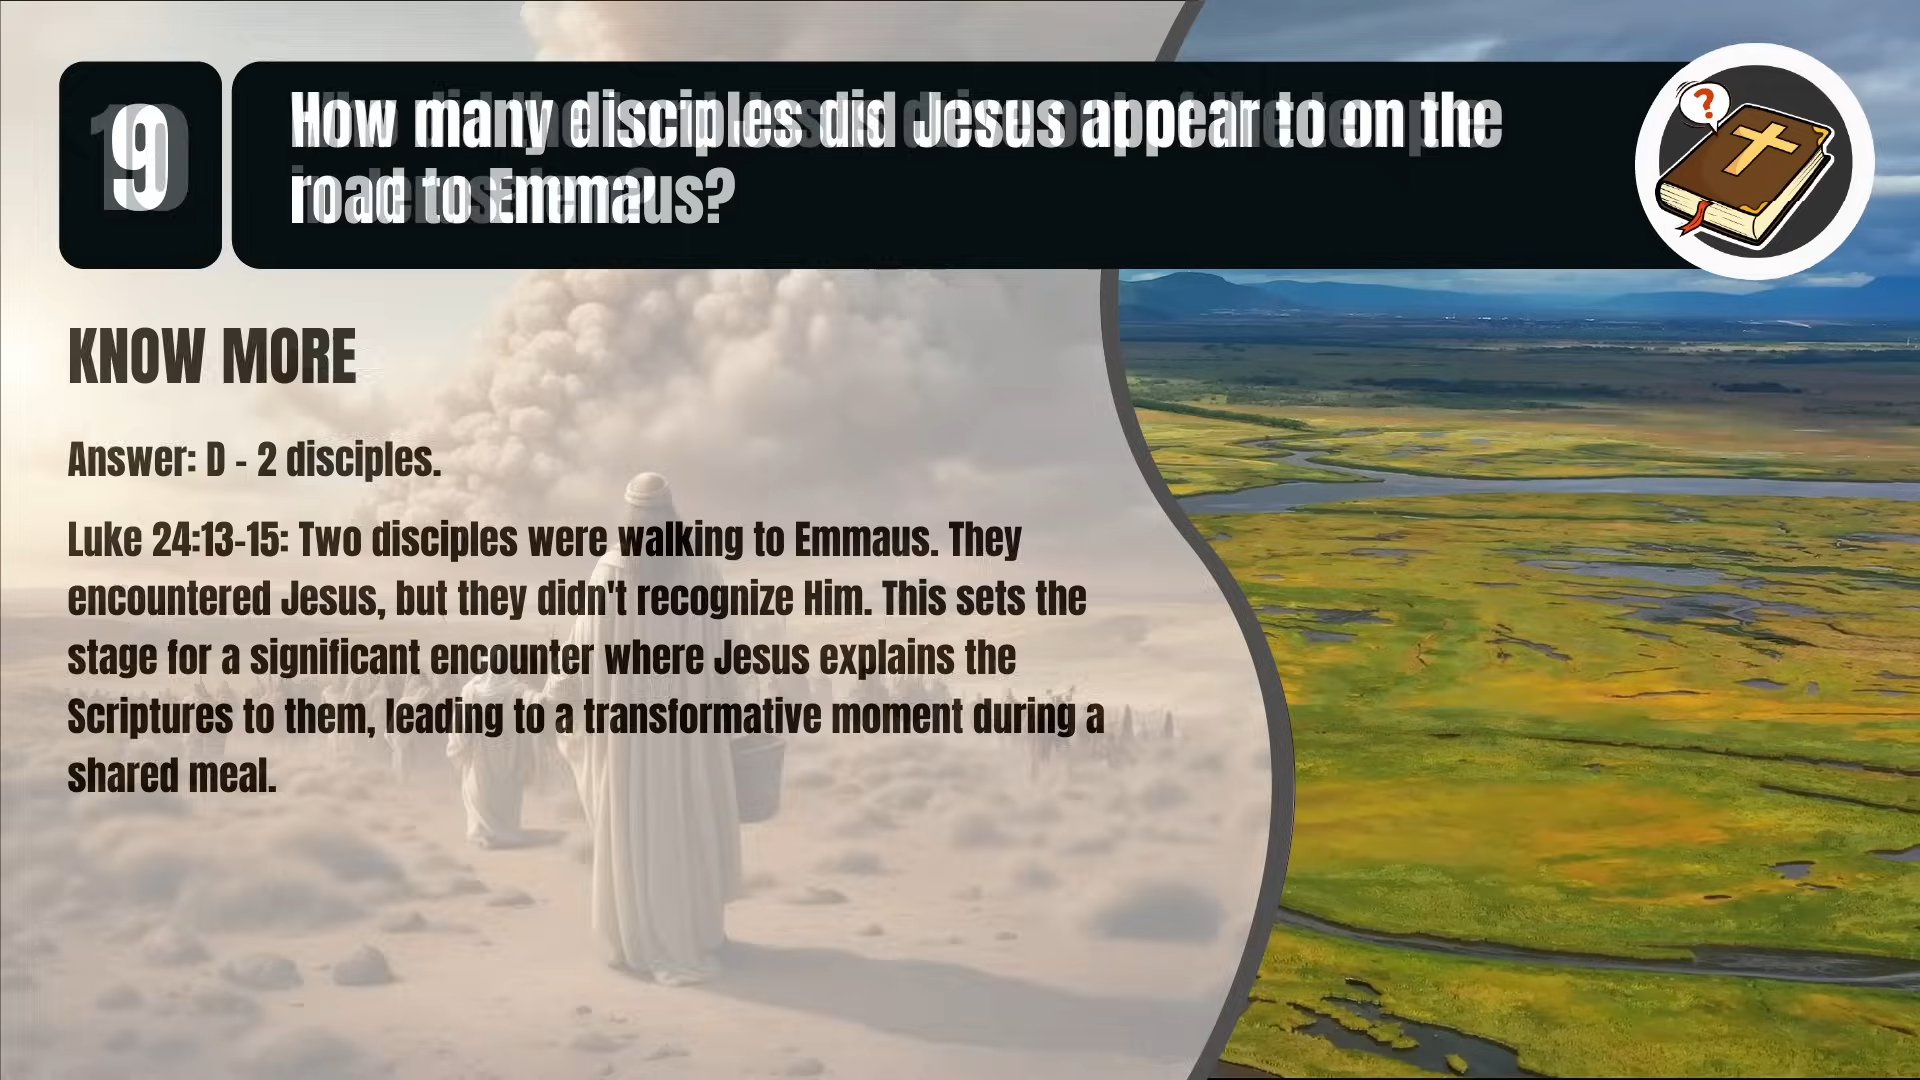 9
How many disciples did Jesus appear to on the
road to Emmaus?
?
KNOW MORE
Answer: D - 2 disciples.
Luke 24:13-15: Two disciples were walking to Emmaus. They
encountered Jesus, but they didn't recognize Him. This sets the
stage for a significant encounter where Jesus explains the
Scriptures to them, leading to a transformative moment during a
shared meal.